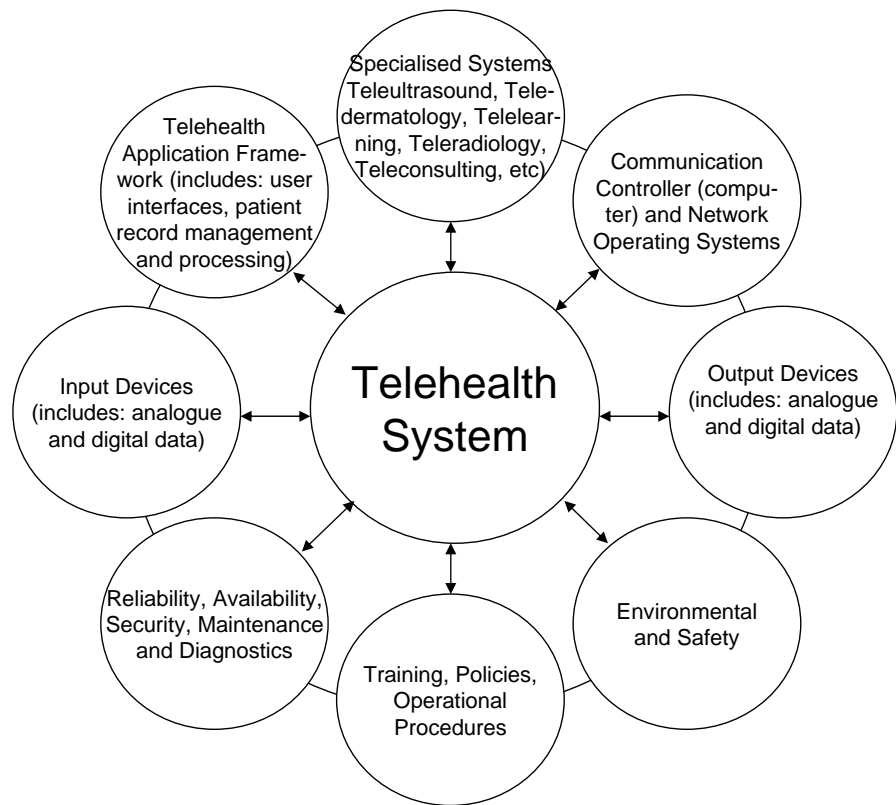 Specialised Systems
Teleultrasound, Tele-
dermatology, Telelear-
ning, Teleradiology,
Teleconsulting, etc)
Telehealth
Application Frame-
work (includes: user
interfaces, patient
record management
and processing)
Communication
Controller (compu-
ter) and Network
Operating Systems
Input Devices
(includes: analogue
and digital data)
Telehealth
System
Output Devices
(includes: analogue
and digital data)
Reliability, Availability,
Security, Maintenance
and Diagnostics
Environmental
and Safety
Training, Policies,
Operational
Procedures